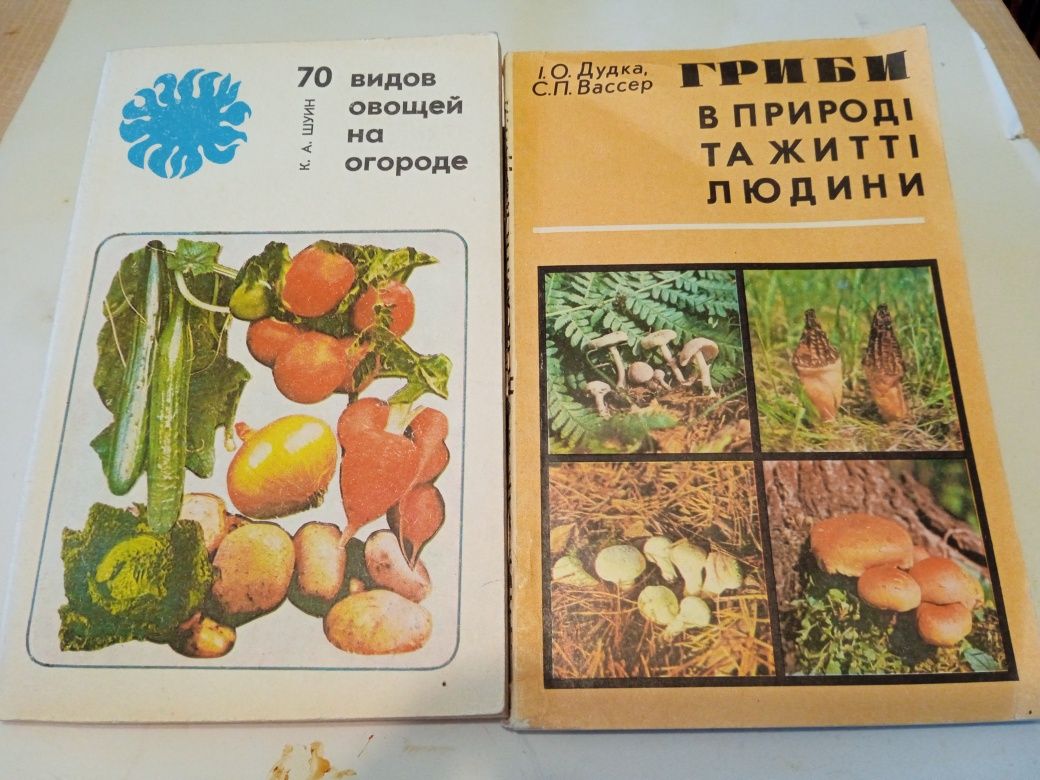 70 видов
овощей
на
огороде
К. А. ШУИН
І. О. Дудка,
С.П. Вассер
ГРИБИ
В ПРИРОДІ
ТА ЖИТТІ
ЛЮДИНИ